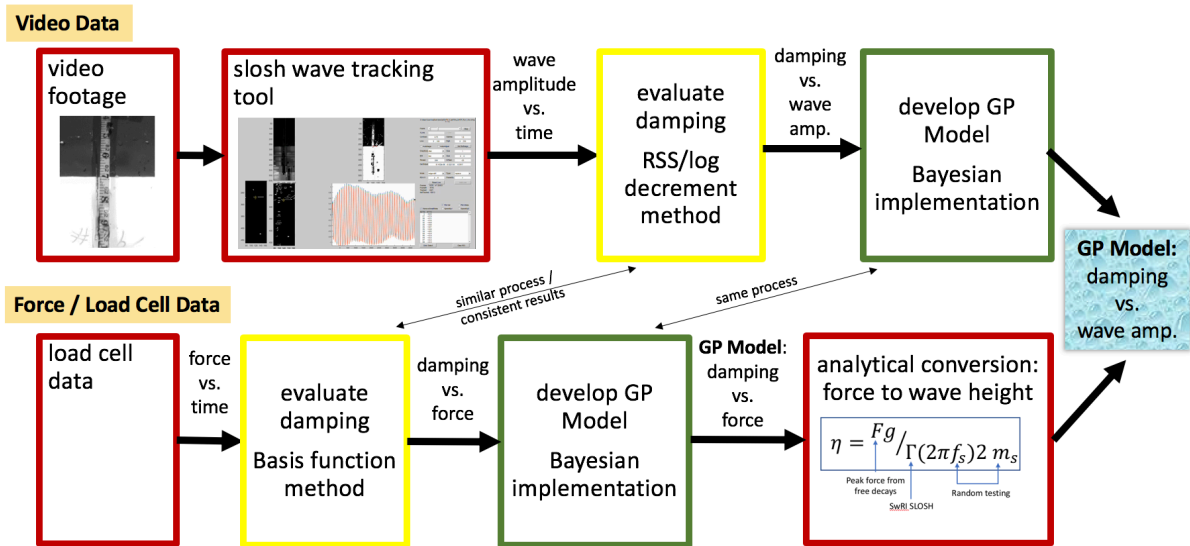 Video Data
video
footage
slosh wave tracking
tool
wave
amplitude
vs.
time
evaluate
damping
RSS/log
decrement
method
damping
vs.
wave
amp.
develop GP
Model
Bayesian
implementation
GP Model:
damping
vs.
wave amp.
similar process /
consistent results
same process
Force / Load Cell Data
load cell
data
force
vs.
time
evaluate
damping
Basis function
method
damping
vs.
force
develop GP
Model
Bayesian
implementation
GP Model:
damping
vs.
force
analytical conversion:
force to wave height
η = Fg/Γ(2πfₛ)2 mₛ
Peak force from
free decays
Random testing
SwRI SLOSH